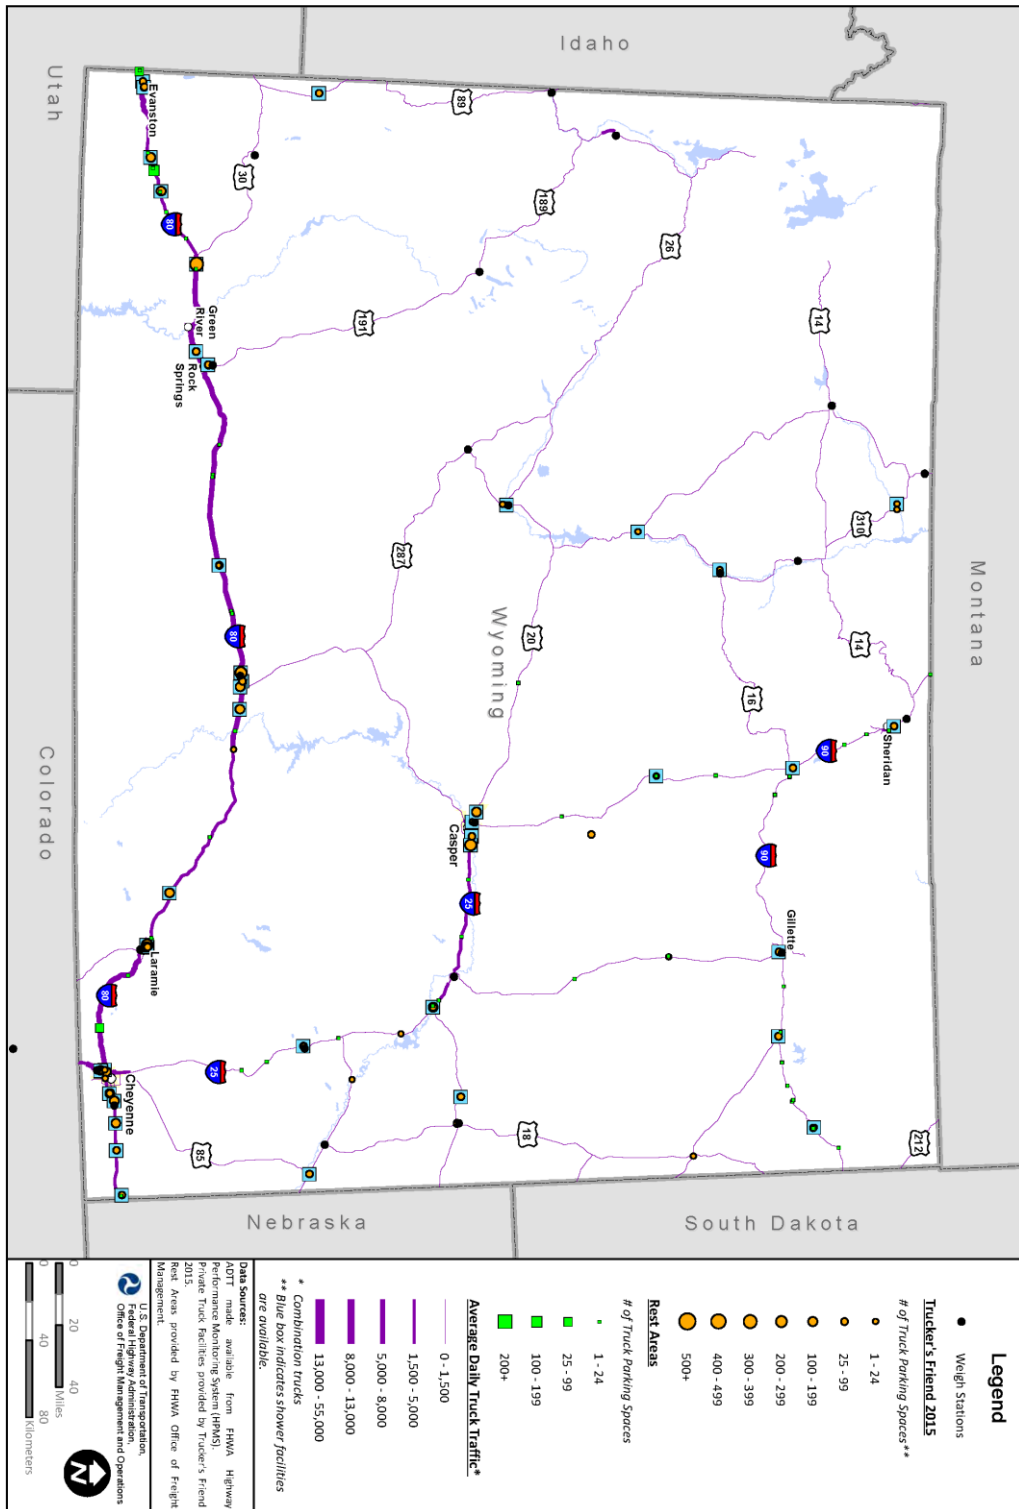 Idaho
Montana
Utah
Wyoming
South Dakota
Nebraska
Colorado
89
30
189
26
191
14
310
14
16
287
20
90
90
25
25
18
85
212
80
80
80
Evanston
Green
River
Rock
Springs
Sheridan
Gillette
Casper
Laramie
Cheyenne
Legend
Trucker's Friend 2015
Weigh Stations
# of Truck Parking Spaces**
1 - 24
25 - 99
100 - 199
200 - 299
300 - 399
400 - 499
500+
Rest Areas
# of Truck Parking Spaces
1 - 24
25 - 99
100 - 199
200+
Average Daily Truck Traffic*
0 - 1,500
1,500 - 5,000
5,000 - 8,000
8,000 - 13,000
13,000 - 55,000
* Combination trucks
** Blue box indicates shower facilities
are available.
Data Sources:
ADTT made available from FHWA Highway
Performance Monitoring System (HPMS).
Private Truck Facilities provided by Trucker's Friend
2015.
Rest Areas provided by FHWA Office of Freight
Management.
U.S. Department of Transportation,
Federal Highway Administration,
Office of Freight Management and Operations
0 20 40
Miles
0 40 80
Kilometers
N